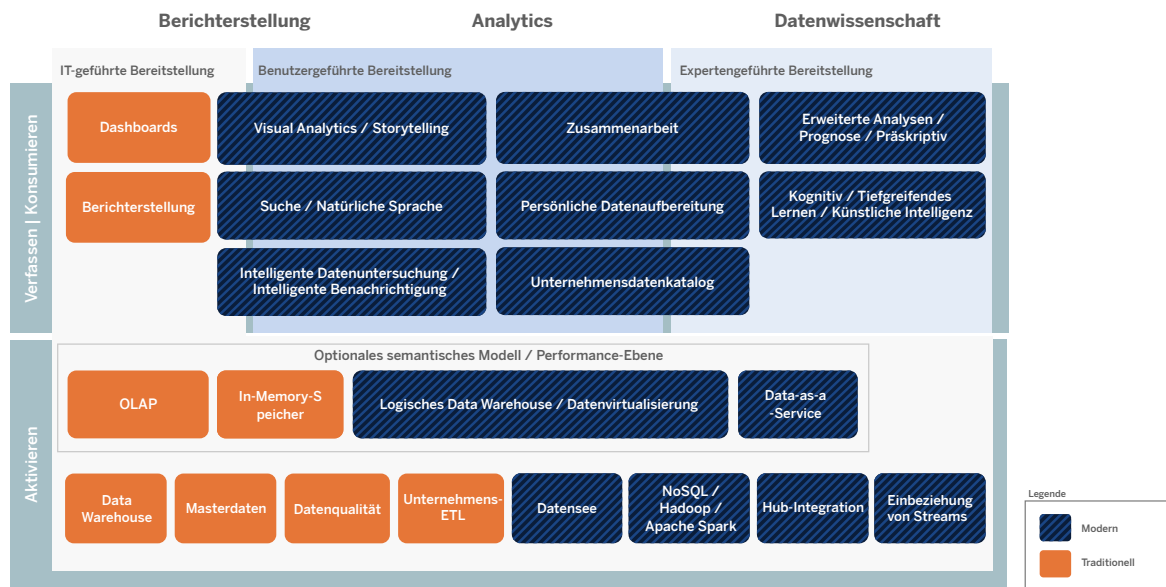 Berichterstellung
Analytics
Datenwissenschaft
IT-geführte Bereitstellung
Benutzergeführte Bereitstellung
Expertengeführte Bereitstellung
Verfassen | Konsumieren
Dashboards
Visual Analytics / Storytelling
Zusammenarbeit
Erweiterte Analysen /
Prognose / Präskriptiv
Berichterstellung
Suche / Natürliche Sprache
Persönliche Datenaufbereitung
Kognitiv / Tiefgreifendes
Lernen / Künstliche Intelligenz
Intelligente Datenuntersuchung /
Intelligente Benachrichtigung
Unternehmensdatenkatalog
Aktivieren
Optionales semantisches Modell / Performance-Ebene
OLAP
In-Memory-S
peicher
Logisches Data Warehouse / Datenvirtualisierung
Data-as-a
-Service
Data
Warehouse
Masterdaten
Datenqualität
Unternehmens-
ETL
Datensee
NoSQL /
Hadoop /
Apache Spark
Hub-Integration
Einbeziehung
von Streams
Legende
Modern
Traditionell